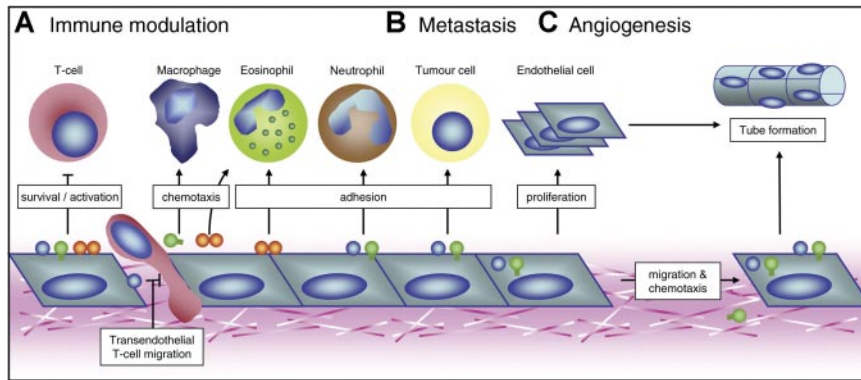 A Immune modulation
B Metastasis
C Angiogenesis
T-cell
Macrophage
Eosinophil
Neutrophil
Tumour cell
Endothelial cell
Tube formation
survival / activation
chemotaxis
adhesion
proliferation
migration &
chemotaxis
Transendothelial
T-cell migration